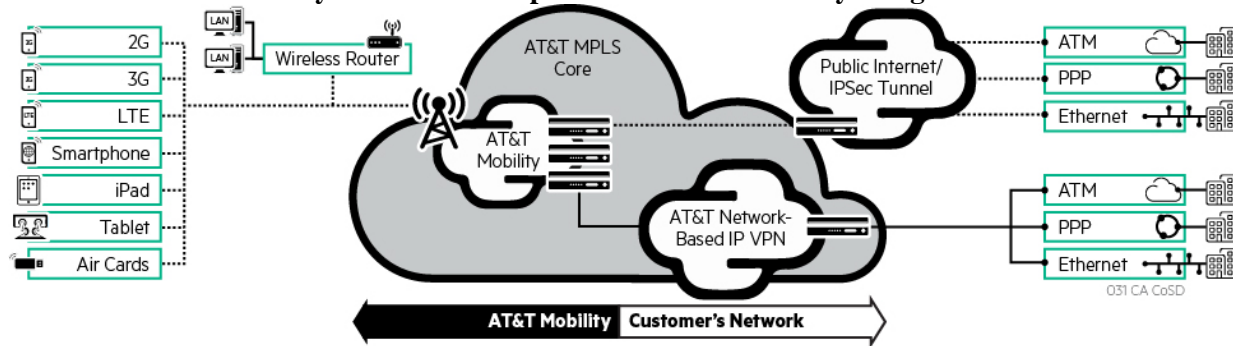 2G
3G
LTE
Smartphone
iPad
Tablet
Air Cards
LAN
LAN
Wireless Router
AT&T MPLS
Core
AT&T
Mobility
Public Internet/
IPSec Tunnel
AT&T Network-
Based IP VPN
ATM
PPP
Ethernet
ATM
PPP
Ethernet
031 CA CoSD
AT&T Mobility
Customer's Network